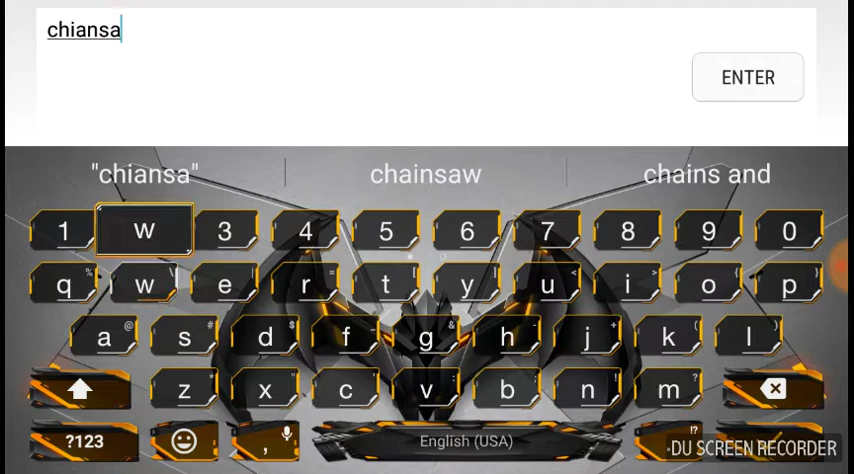 chiansa
ENTER
"chiansa" chainsaw chains and
1 w 3 4 5 6 7 8 9 0
q % w \ e | r = t [ y ] u < i > o { p }
a @ s # d $ f _ g & h - j + k ( l )
z x " c ' v : b ; n ! m ?
?123 , English (USA) !?
DU SCREEN RECORDER